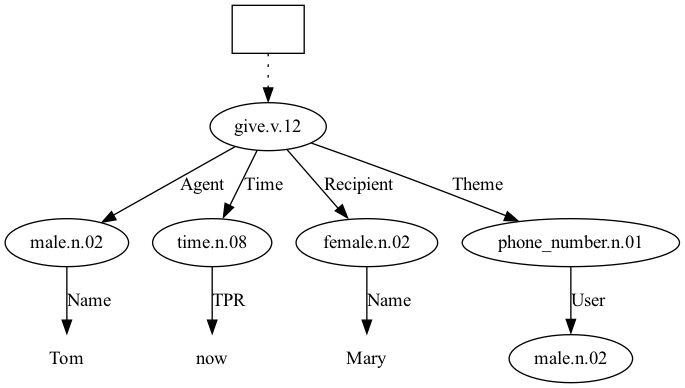 give.v.12
Agent Time Recipient Theme
male.n.02 time.n.08 female.n.02 phone_number.n.01
Name TPR Name User
Tom now Mary male.n.02